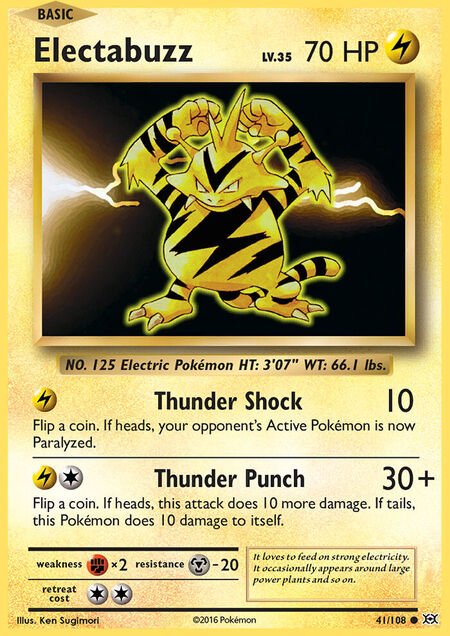 BASIC
Electabuzz LV.35 70 HP
NO. 125 Electric Pokémon HT: 3'07" WT: 66.1 lbs.
Thunder Shock 10
Flip a coin. If heads, your opponent's Active Pokémon is now
Paralyzed.
Thunder Punch 30+
Flip a coin. If heads, this attack does 10 more damage. If tails,
this Pokémon does 10 damage to itself.
weakness ×2 resistance -20
retreat
cost
It loves to feed on strong electricity.
It occasionally appears around large
power plants and so on.
Illus. Ken Sugimori ©2016 Pokémon 41/108